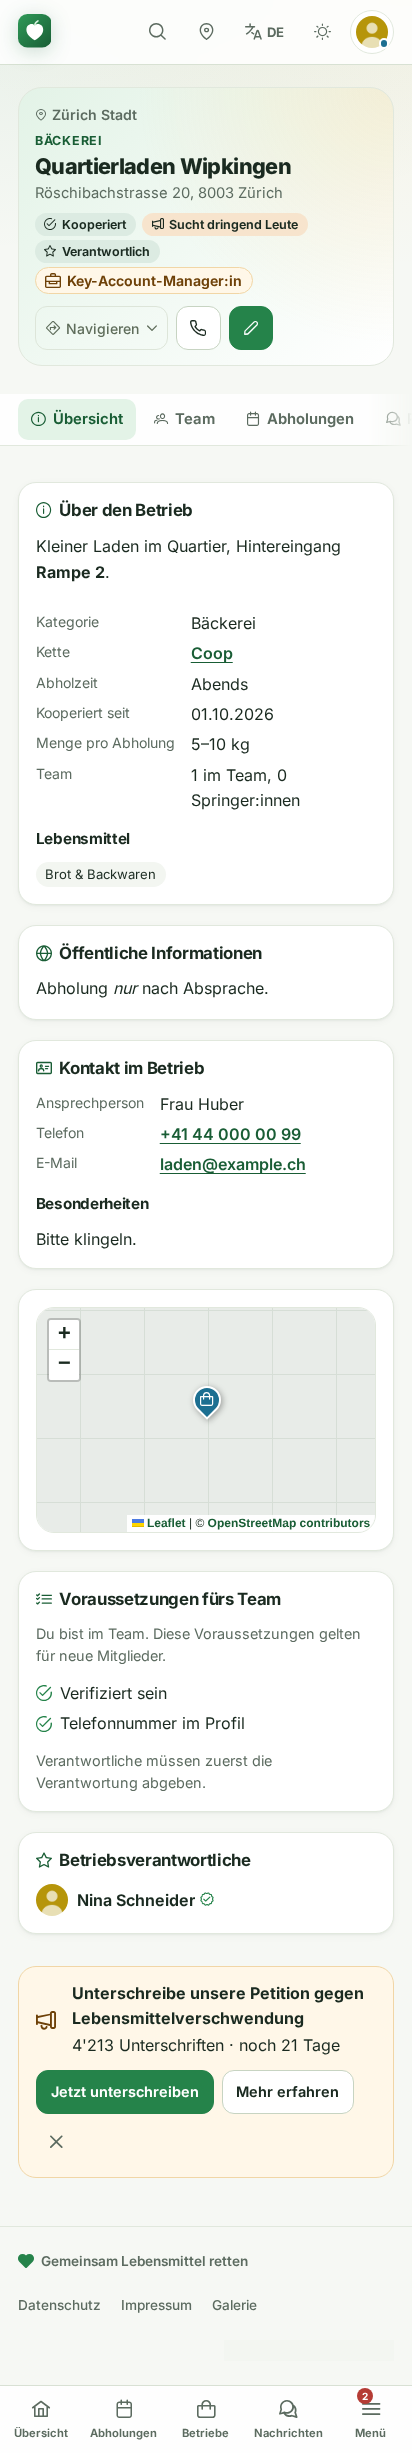 DE
Zürich Stadt
BÄCKEREI
Quartierladen Wipkingen
Röschibachstrasse 20, 8003 Zürich
Kooperiert
Sucht dringend Leute
Verantwortlich
Key-Account-Manager:in
Navigieren
Übersicht
Team
Abholungen
Über den Betrieb
Kleiner Laden im Quartier, Hintereingang
Rampe 2.
Kategorie Bäckerei
Kette Coop
Abholzeit Abends
Kooperiert seit 01.10.2026
Menge pro Abholung 5–10 kg
Team 1 im Team, 0
Springer:innen
Lebensmittel
Brot & Backwaren
Öffentliche Informationen
Abholung nur nach Absprache.
Kontakt im Betrieb
Ansprechperson Frau Huber
Telefon +41 44 000 00 99
E-Mail laden@example.ch
Besonderheiten
Bitte klingeln.
+
−
Leaflet | © OpenStreetMap contributors
Voraussetzungen fürs Team
Du bist im Team. Diese Voraussetzungen gelten
für neue Mitglieder.
Verifiziert sein
Telefonnummer im Profil
Verantwortliche müssen zuerst die
Verantwortung abgeben.
Betriebsverantwortliche
Nina Schneider
Unterschreibe unsere Petition gegen
Lebensmittelverschwendung
4'213 Unterschriften · noch 21 Tage
Jetzt unterschreiben
Mehr erfahren
Gemeinsam Lebensmittel retten
Datenschutz Impressum Galerie
2
Übersicht Abholungen Betriebe Nachrichten Menü